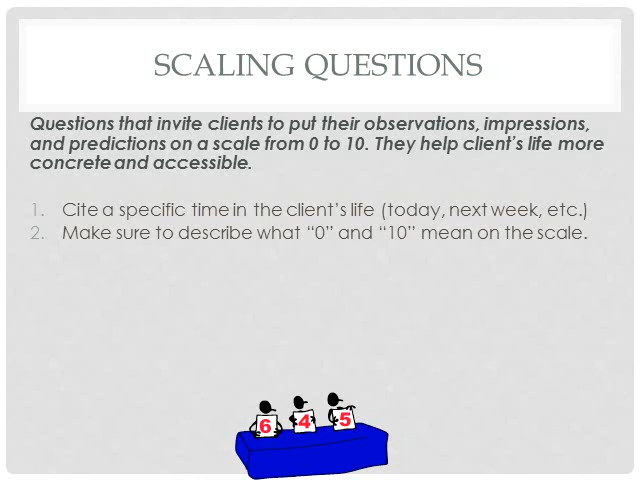 SCALING QUESTIONS
Questions that invite clients to put their observations, impressions,
and predictions on a scale from 0 to 10. They help client's life more
concrete and accessible.
1. Cite a specific time in the client's life (today, next week, etc.)
2. Make sure to describe what “0” and “10” mean on the scale.
6 4 5